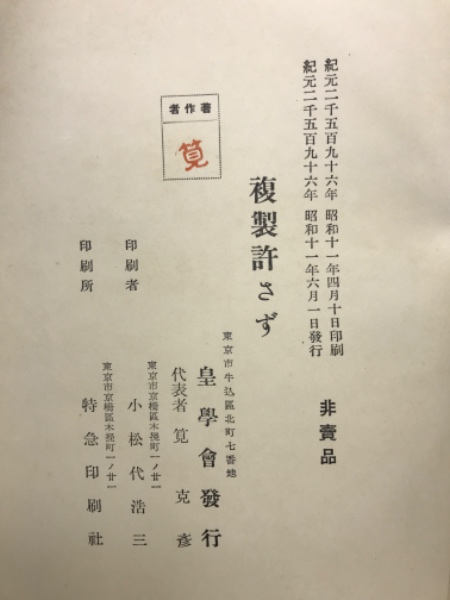 紀元二千五百九十六年 昭和十一年四月十日印刷
紀元二千五百九十六年 昭和十一年六月一日發行
非賣品
複製許さず
著作者
筧
東京市牛込區北町七番地
皇學會發行
代表者 筧克彥
東京市京橋區木挽町一ノ廿一
印刷者 小松代浩三
東京市京橋區木挽町一ノ廿一
印刷所 特急印刷社